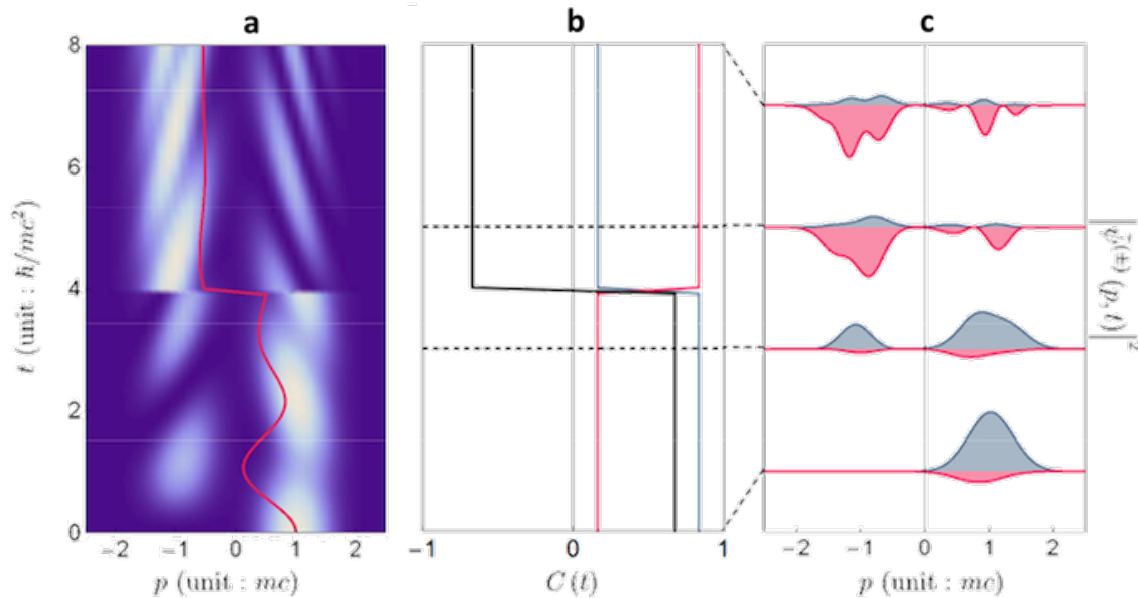 a b c
8
6
4
2
0
t (unit : ħ/mc²)
−2 −1 0 1 2
p (unit : mc)
−1 0 1
C (t)
−2 −1 0 1 2
p (unit : mc)
(±) (p, t) 2